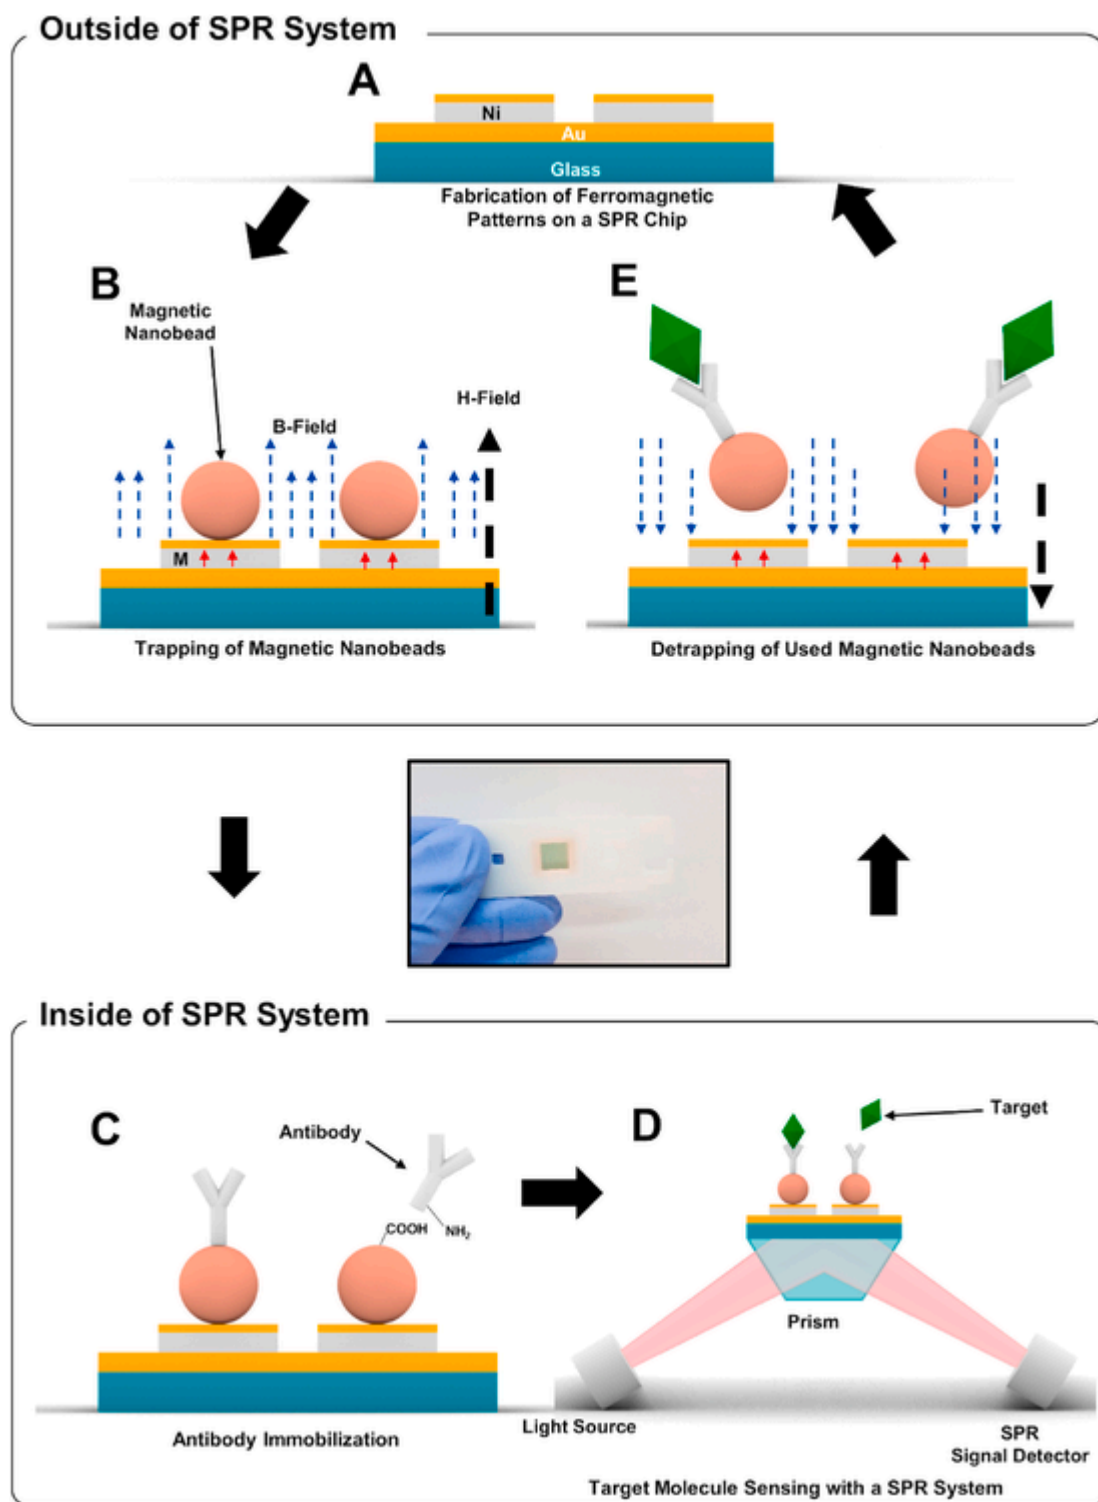 Outside of SPR System
A
Ni
Au
Glass
Fabrication of Ferromagnetic
Patterns on a SPR Chip
B
Magnetic
Nanobead
B-Field
H-Field
M
Trapping of Magnetic Nanobeads
E
Detrapping of Used Magnetic Nanobeads
Inside of SPR System
C
Antibody
COOH
NH₂
Antibody Immobilization
D
Target
Prism
Light Source
SPR
Signal Detector
Target Molecule Sensing with a SPR System